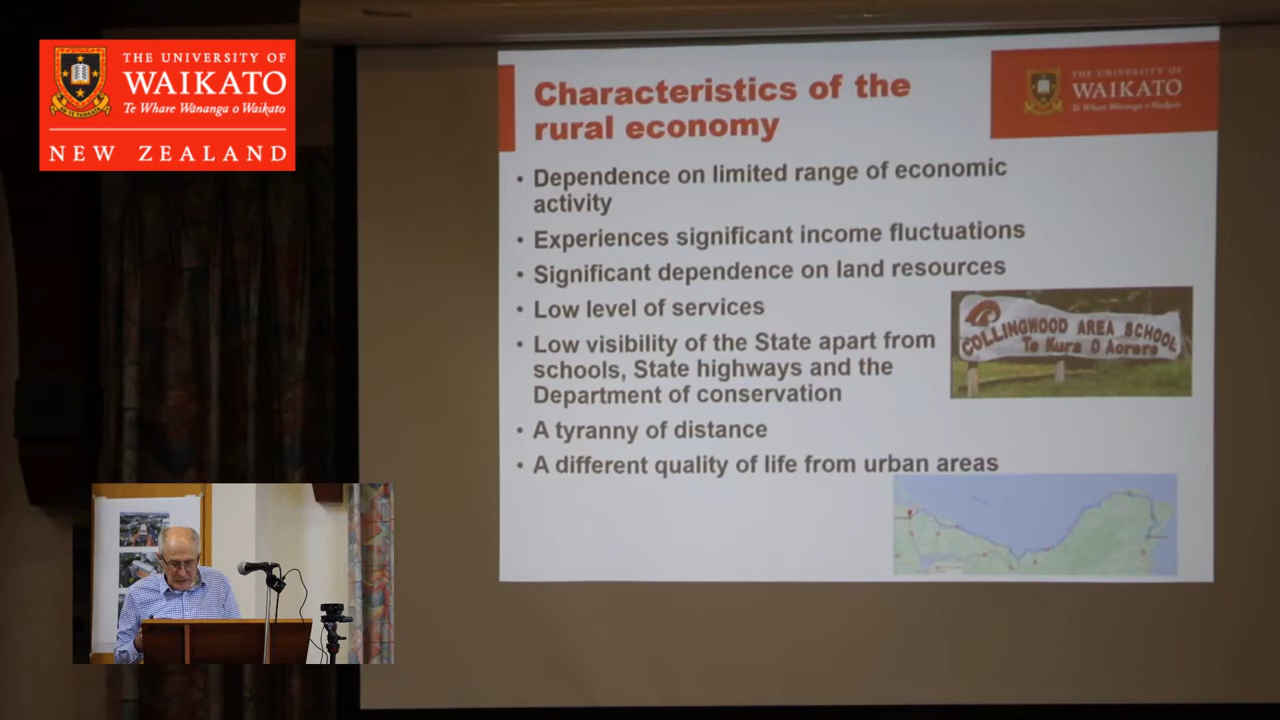 THE UNIVERSITY OF
WAIKATO
Te Whare Wānanga o Waikato
NEW ZEALAND
Characteristics of the
rural economy
THE UNIVERSITY OF
WAIKATO
Te Whare Wānanga o Waikato
• Dependence on limited range of economic
activity
• Experiences significant income fluctuations
• Significant dependence on land resources
• Low level of services
• Low visibility of the State apart from
schools, State highways and the
Department of conservation
• A tyranny of distance
• A different quality of life from urban areas
COLLINGWOOD AREA SCHOOL
Te Kura O Aorere